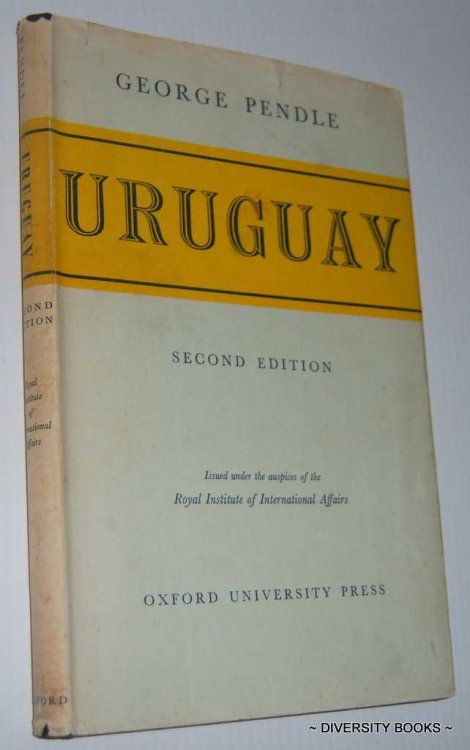 GEORGE PENDLE
URUGUAY
SECOND EDITION
Issued under the auspices of the
Royal Institute of International Affairs
OXFORD UNIVERSITY PRESS
URUGUAY
of
~ DIVERSITY BOOKS ~